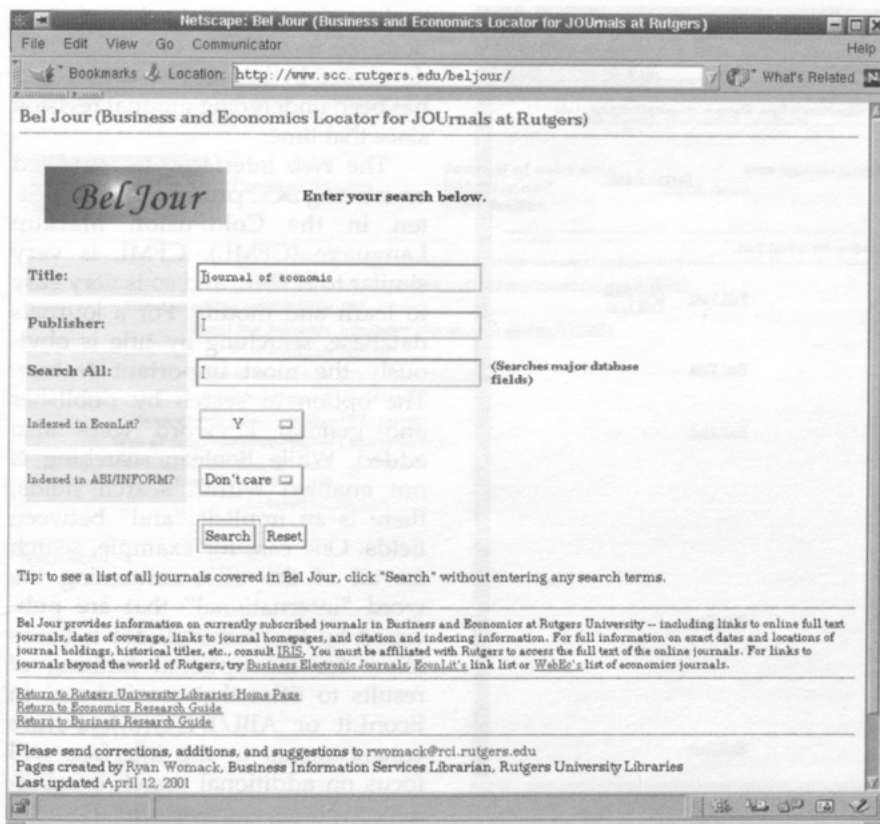 Netscape: Bel Jour (Business and Economics Locator for JOUrnals at Rutgers)
File Edit View Go Communicator Help
Bookmarks Location: http://www.scc.rutgers.edu/beljour/ What's Related N
Bel Jour (Business and Economics Locator for JOUrnals at Rutgers)
Bel Jour Enter your search below.
Title: Journal of economic
Publisher:
Search All: (Searches major database
fields)
Indexed in EconLit? Y
Indexed in ABI/INFORM? Don't care
Search Reset
Tip: to see a list of all journals covered in Bel Jour, click "Search" without entering any search terms.
Bel Jour provides information on currently subscribed journals in Business and Economics at Rutgers University -- including links to online full text
journals, dates of coverage, links to journal homepages, and citation and indexing information. For full information on exact dates and locations of
journal holdings, historical titles, etc., consult IRIS. You must be affiliated with Rutgers to access the full text of the online journals. For links to
journals beyond the world of Rutgers, try Business Electronic Journals, EconLit's link list or WebEc's list of economics journals.
Return to Rutgers University Libraries Home Page
Return to Economics Research Guide
Return to Business Research Guide
Please send corrections, additions, and suggestions to rwomack@rci.rutgers.edu
Pages created by Ryan Womack, Business Information Services Librarian, Rutgers University Libraries
Last updated April 12, 2001